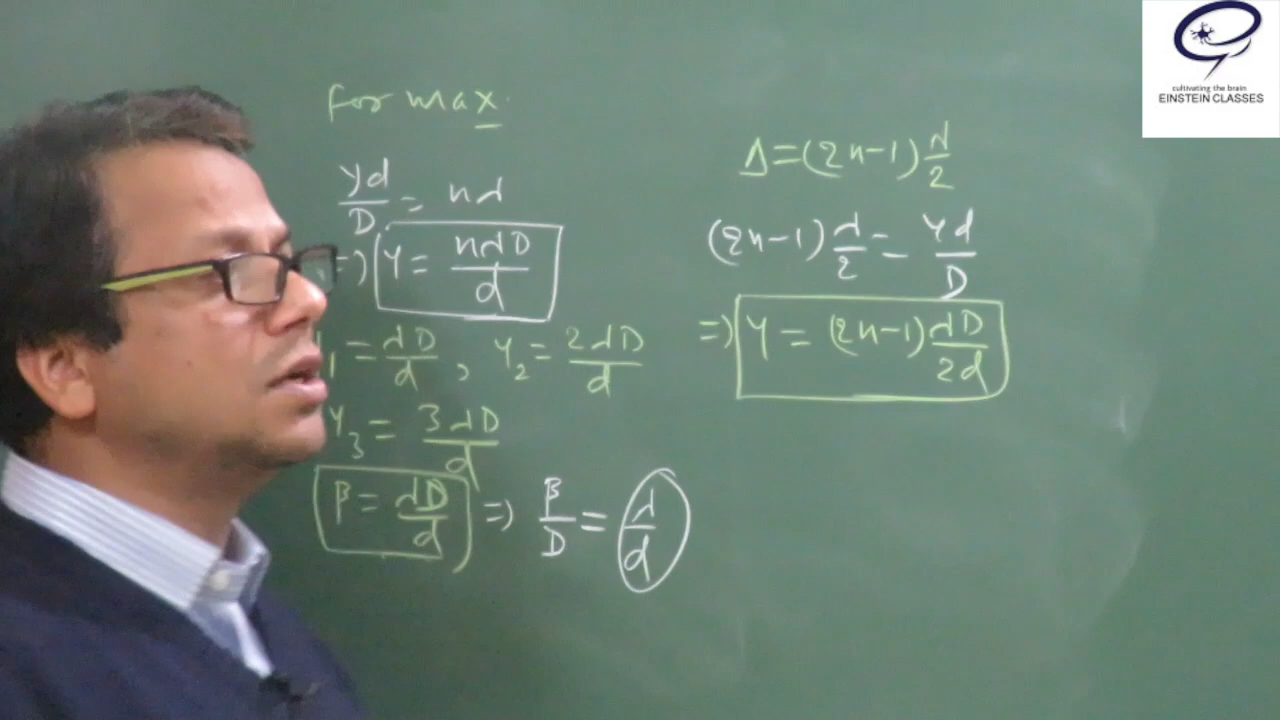 For max.
yd/D = nλ
=) y = nλD/d
1 = λD/d , y2 = 2λD/d
y3 = 3λD/d
β = λD/d => β/D = λ/d
Δ = (2n-1) λ/2
(2n-1) λ/2 = yd/D
=) y = (2n-1) λD/2d
cultivating the brain
EINSTEIN CLASSES